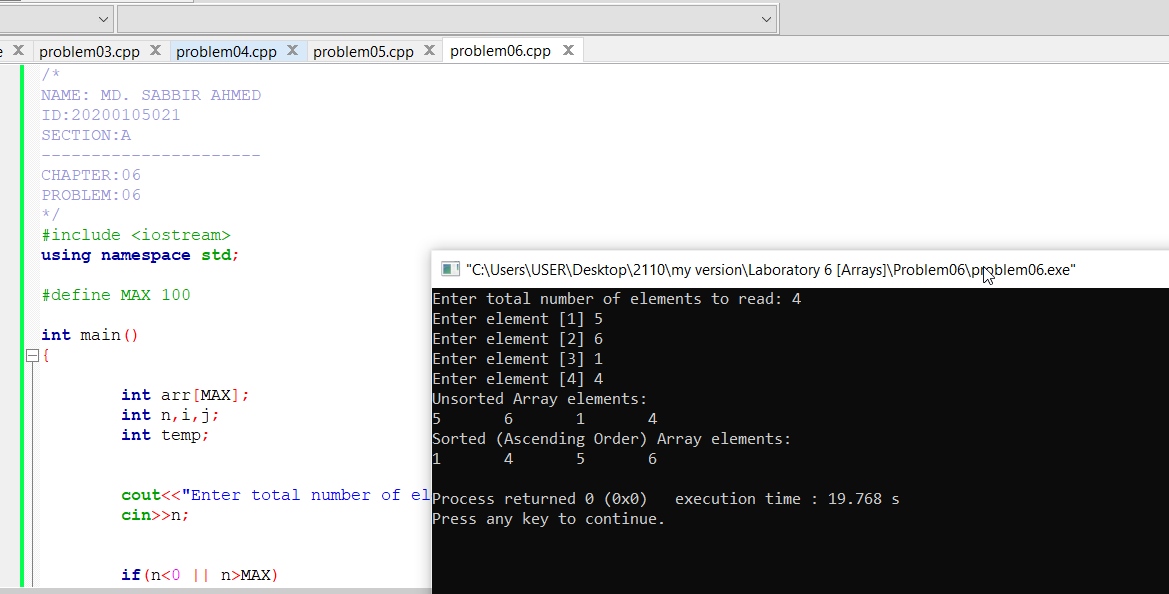 problem03.cpp problem04.cpp problem05.cpp problem06.cpp
/*
NAME: MD. SABBIR AHMED
ID:20200105021
SECTION:A
----------------------
CHAPTER:06
PROBLEM:06
*/
#include <iostream>
using namespace std;
#define MAX 100
int main()
{
int arr[MAX];
int n,i,j;
int temp;
cout<<"Enter total number of el
cin>>n;
if(n<0 || n>MAX)
"C:\Users\USER\Desktop\2110\my version\Laboratory 6 [Arrays]\Problem06\problem06.exe"
Enter total number of elements to read: 4
Enter element [1] 5
Enter element [2] 6
Enter element [3] 1
Enter element [4] 4
Unsorted Array elements:
5 6 1 4
Sorted (Ascending Order) Array elements:
1 4 5 6
Process returned 0 (0x0) execution time : 19.768 s
Press any key to continue.